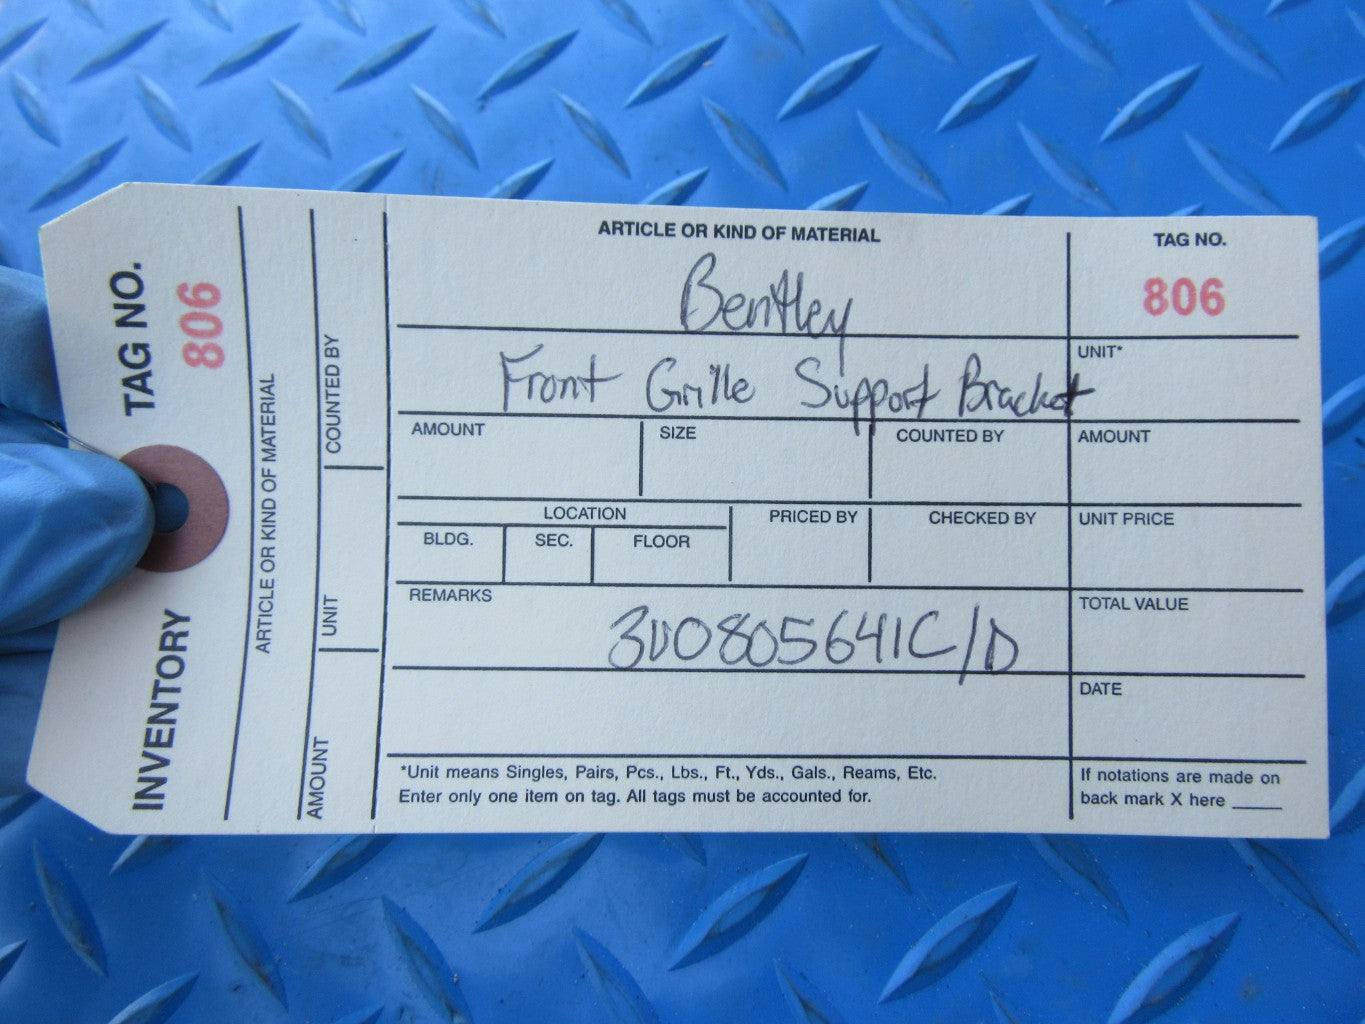 ARTICLE OR KIND OF MATERIAL
Bentley
Front Grille Support Bracket
TAG NO.
806
UNIT*
AMOUNT
SIZE
COUNTED BY
AMOUNT
LOCATION
BLDG.
SEC.
FLOOR
PRICED BY
CHECKED BY
UNIT PRICE
REMARKS
3D0805641C/D
TOTAL VALUE
DATE
*Unit means Singles, Pairs, Pcs., Lbs., Ft., Yds., Gals., Reams, Etc.
Enter only one item on tag. All tags must be accounted for.
If notations are made on
back mark X here ______
INVENTORY
TAG NO.
806
ARTICLE OR KIND OF MATERIAL
AMOUNT
UNIT
COUNTED BY